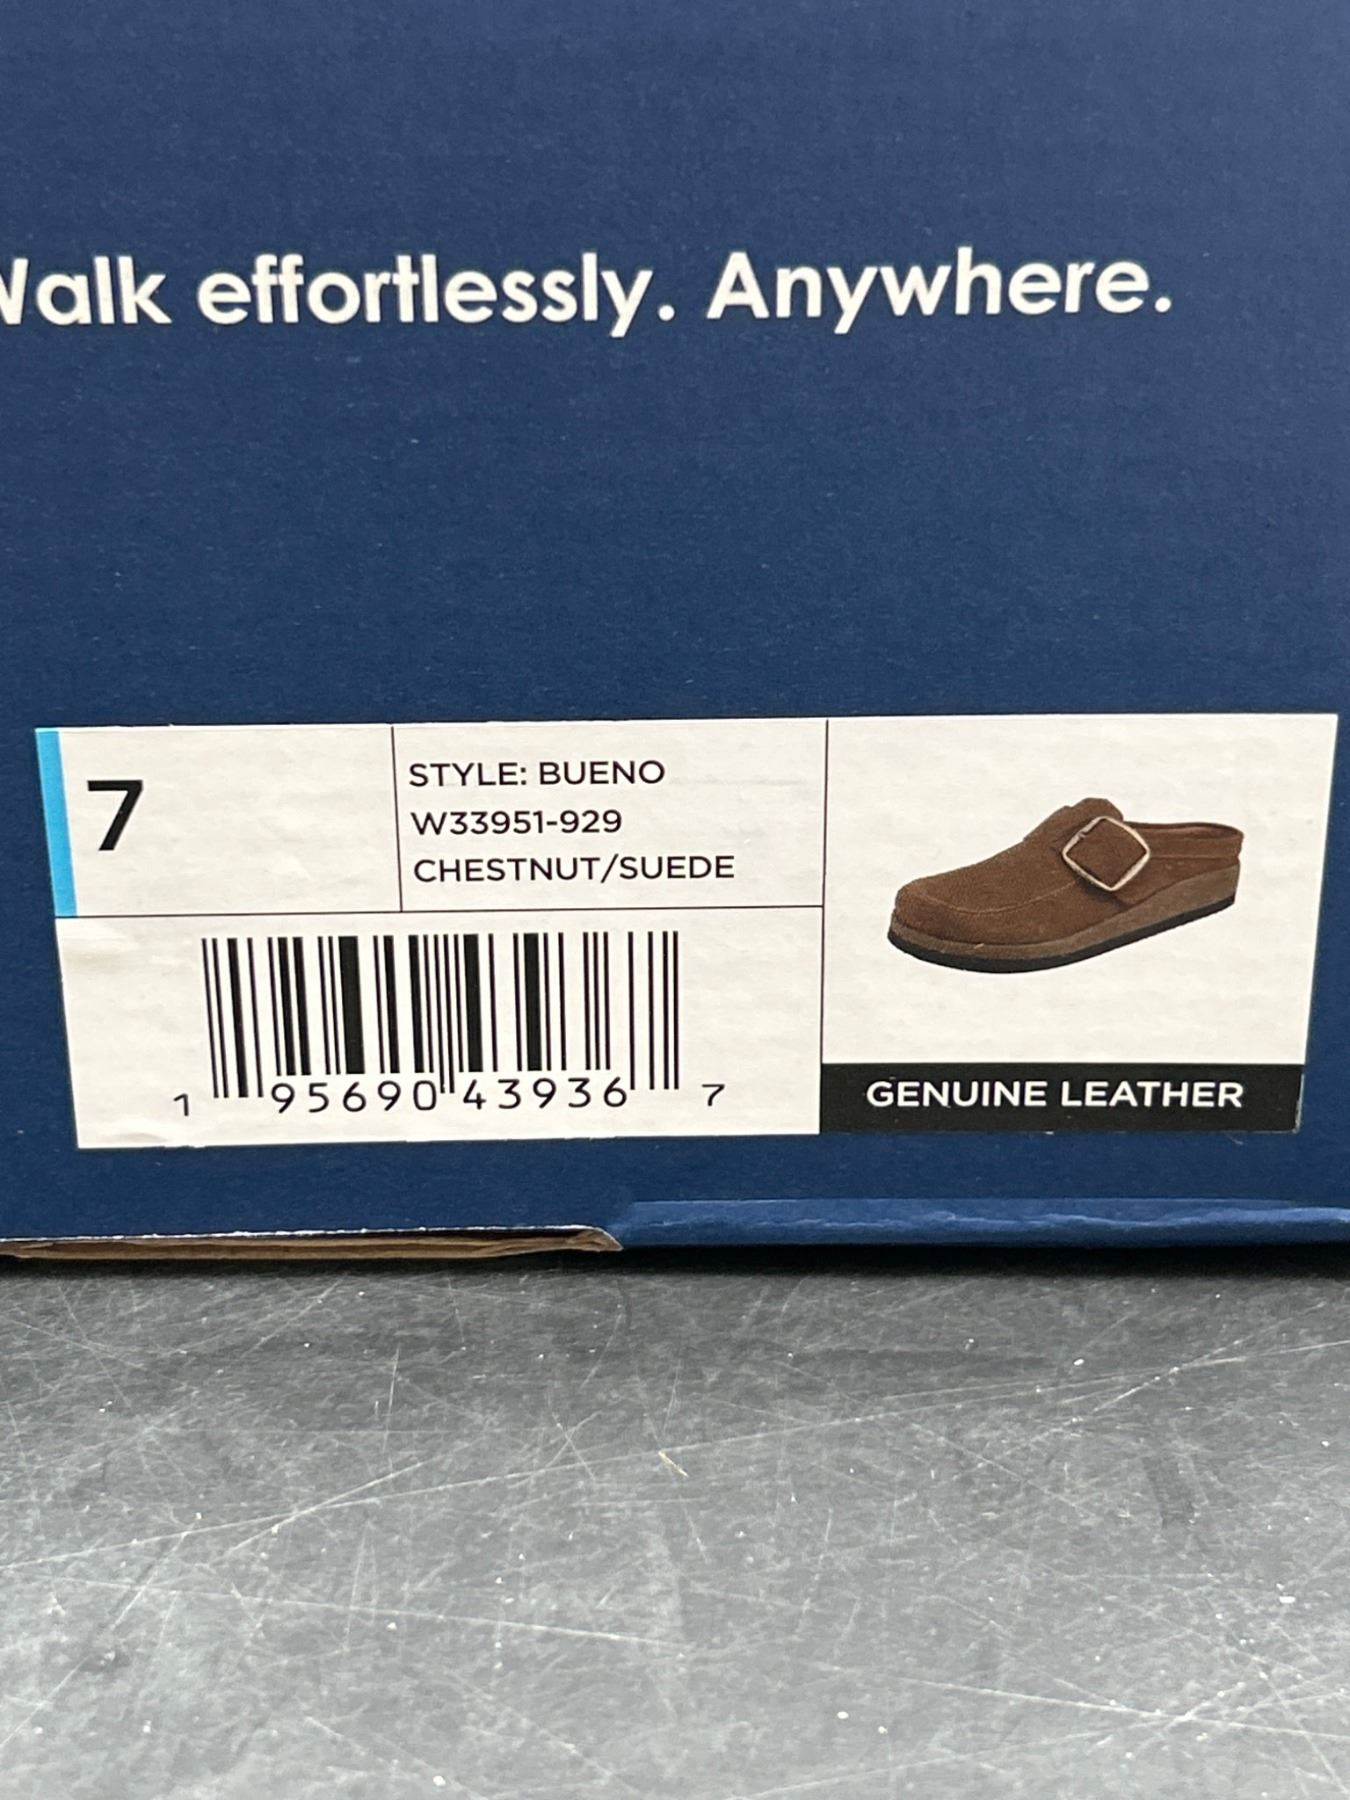 Walk effortlessly. Anywhere.
7
STYLE: BUENO
W33951-929
CHESTNUT/SUEDE
1 95690 43936 7
GENUINE LEATHER